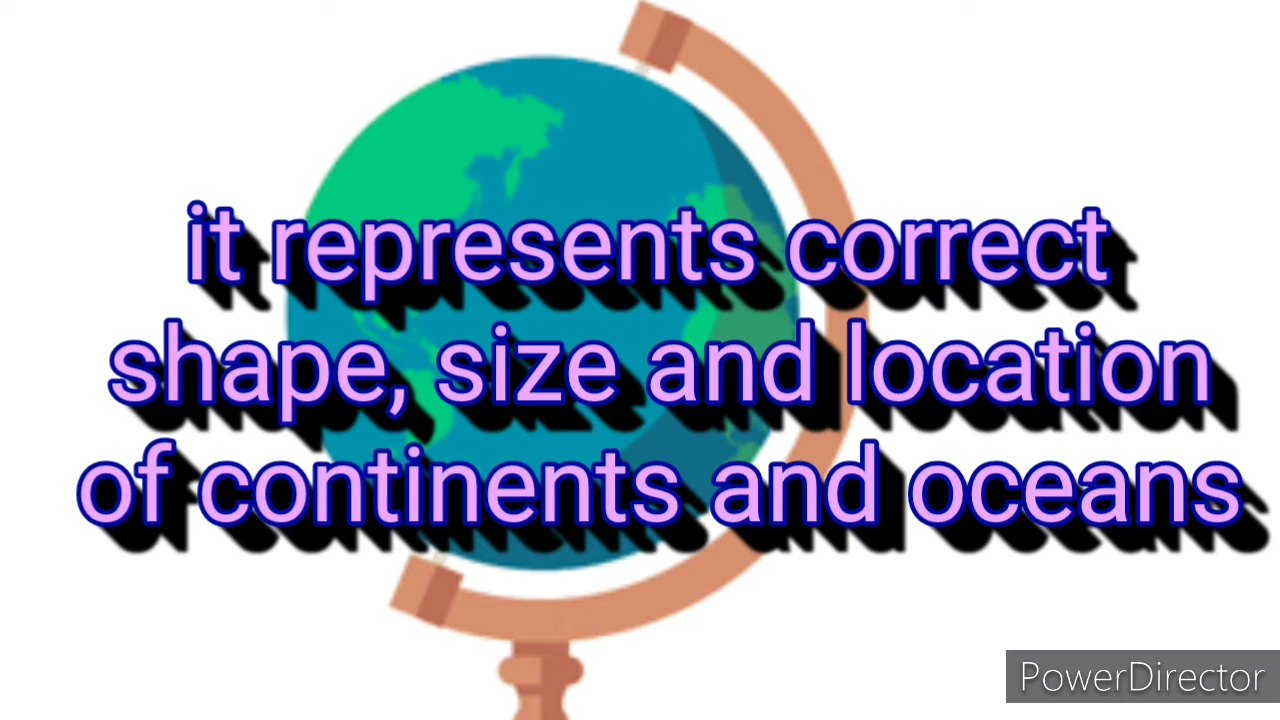 it represents correct
shape, size and location
of continents and oceans
PowerDirector